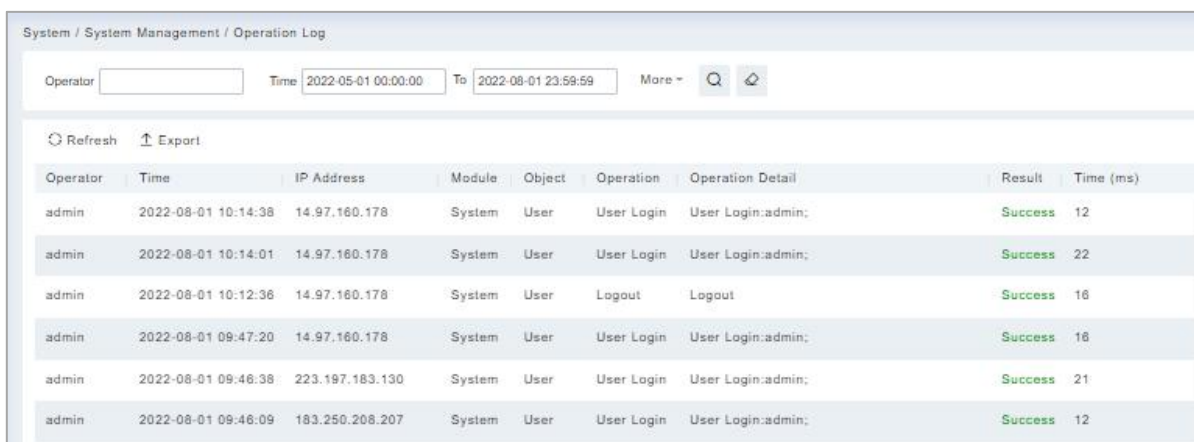 System / System Management / Operation Log
Operator Time 2022-05-01 00:00:00 To 2022-08-01 23:59:59 More
Refresh Export
Operator Time IP Address Module Object Operation Operation Detail Result Time (ms)
admin 2022-08-01 10:14:38 14.97.160.178 System User User Login User Login:admin; Success 12
admin 2022-08-01 10:14:01 14.97.160.178 System User User Login User Login:admin; Success 22
admin 2022-08-01 10:12:36 14.97.160.178 System User Logout Logout Success 16
admin 2022-08-01 09:47:20 14.97.160.178 System User User Login User Login:admin; Success 16
admin 2022-08-01 09:46:38 223.197.183.130 System User User Login User Login:admin; Success 21
admin 2022-08-01 09:46:09 183.250.208.207 System User User Login User Login:admin; Success 12